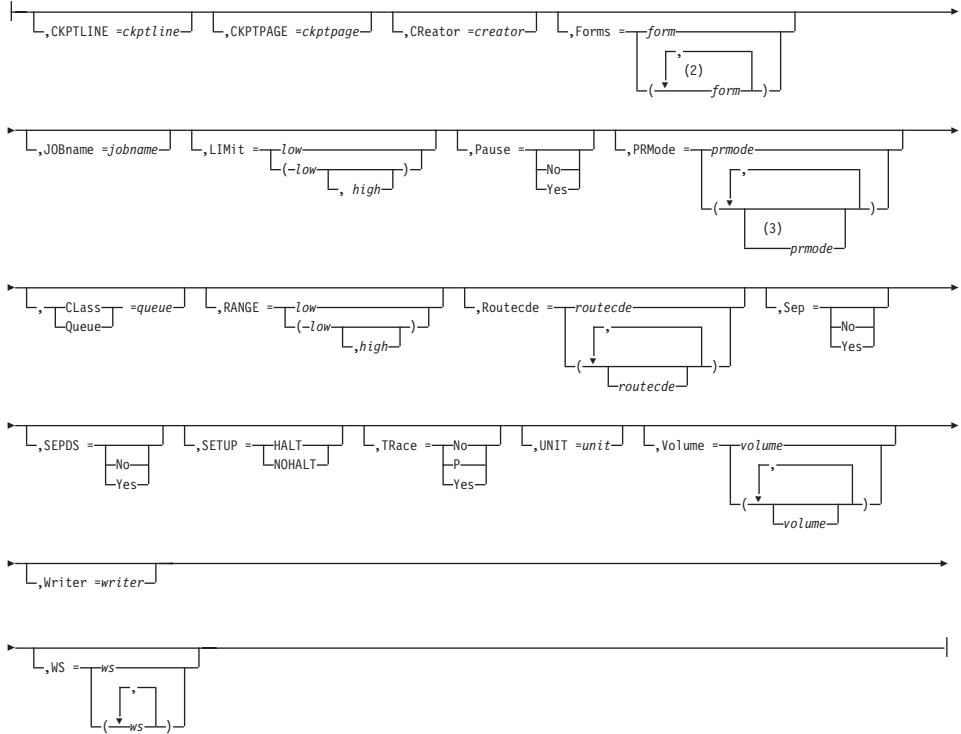 ,CKPTLINE =ckptline ,CKPTPAGE =ckptpage ,CReator =creator ,Forms = form
,
(2)
( form )
,JOBname =jobname ,LIMit = low ,Pause = ,PRMode = prmode
(low ) No ,
, high Yes ( )
(3)
prmode
, CLass =queue ,RANGE = low ,Routecde = routecde ,Sep =
Queue (low ) , No
,high ( ) Yes
routecde
,SEPDS = ,SETUP = HALT ,TRace = No ,UNIT =unit ,Volume = volume
No NOHALT P ,
Yes Yes ( )
volume
,Writer =writer
,WS = ws
,
( ws )